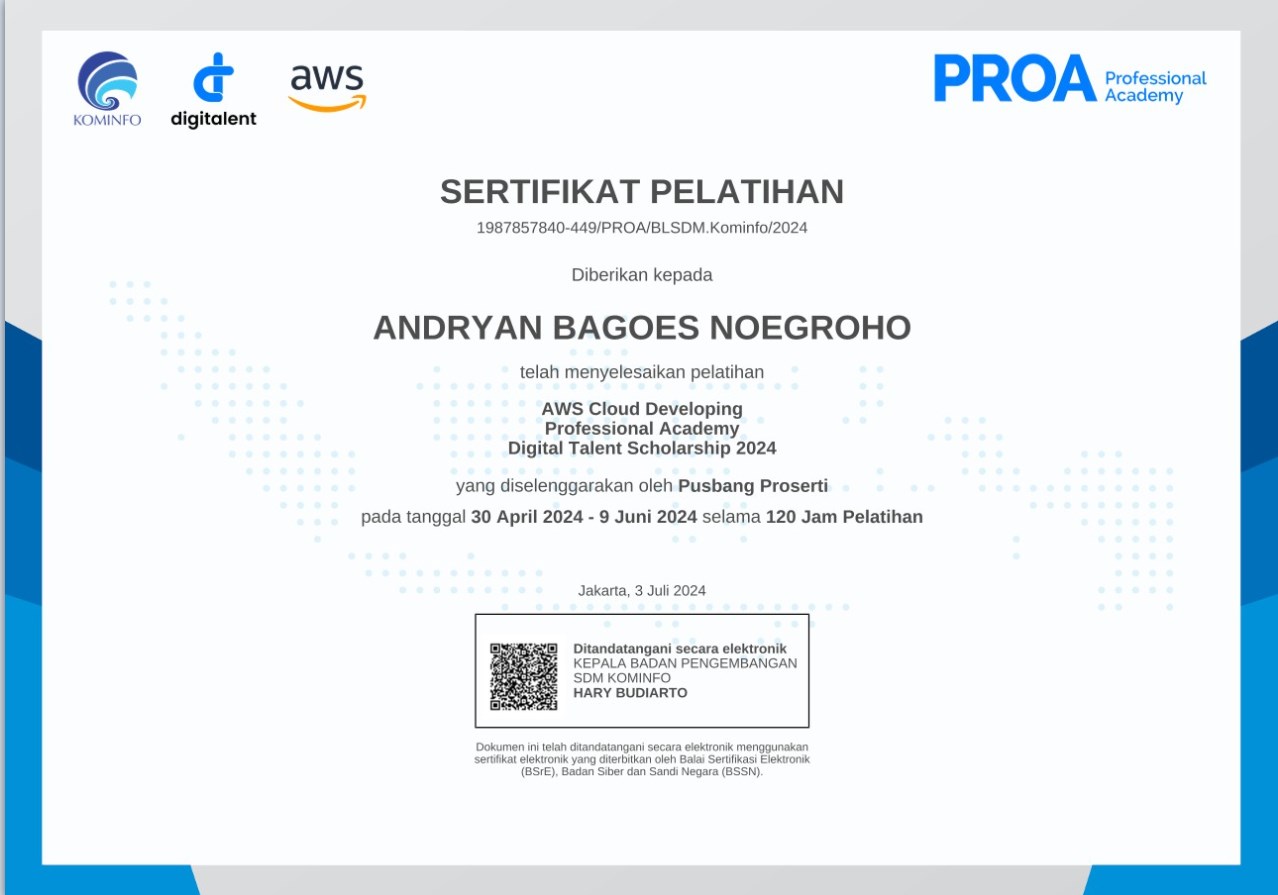 KOMINFO
digitalent
aws
PROA Professional
Academy
SERTIFIKAT PELATIHAN
1987857840-449/PROA/BLSDM.Kominfo/2024
Diberikan kepada
ANDRYAN BAGOES NOEGROHO
telah menyelesaikan pelatihan
AWS Cloud Developing
Professional Academy
Digital Talent Scholarship 2024
yang diselenggarakan oleh Pusbang Proserti
pada tanggal 30 April 2024 - 9 Juni 2024 selama 120 Jam Pelatihan
Jakarta, 3 Juli 2024
Ditandatangani secara elektronik
KEPALA BADAN PENGEMBANGAN
SDM KOMINFO
HARY BUDIARTO
Dokumen ini telah ditandatangani secara elektronik menggunakan
sertifikat elektronik yang diterbitkan oleh Balai Sertifikasi Elektronik
(BSrE), Badan Siber dan Sandi Negara (BSSN).